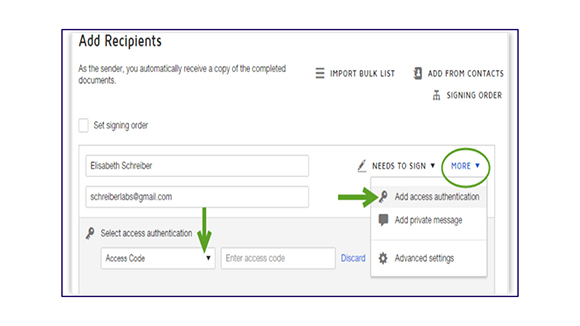 Add Recipients
As the sender, you automatically receive a copy of the completed
documents.
IMPORT BULK LIST
ADD FROM CONTACTS
SIGNING ORDER
Set signing order
Elisabeth Schreiber
NEEDS TO SIGN
MORE
schreiberlabs@gmail.com
Add access authentication
Add private message
Select access authentication
Access Code
Enter access code
Discard
Advanced settings